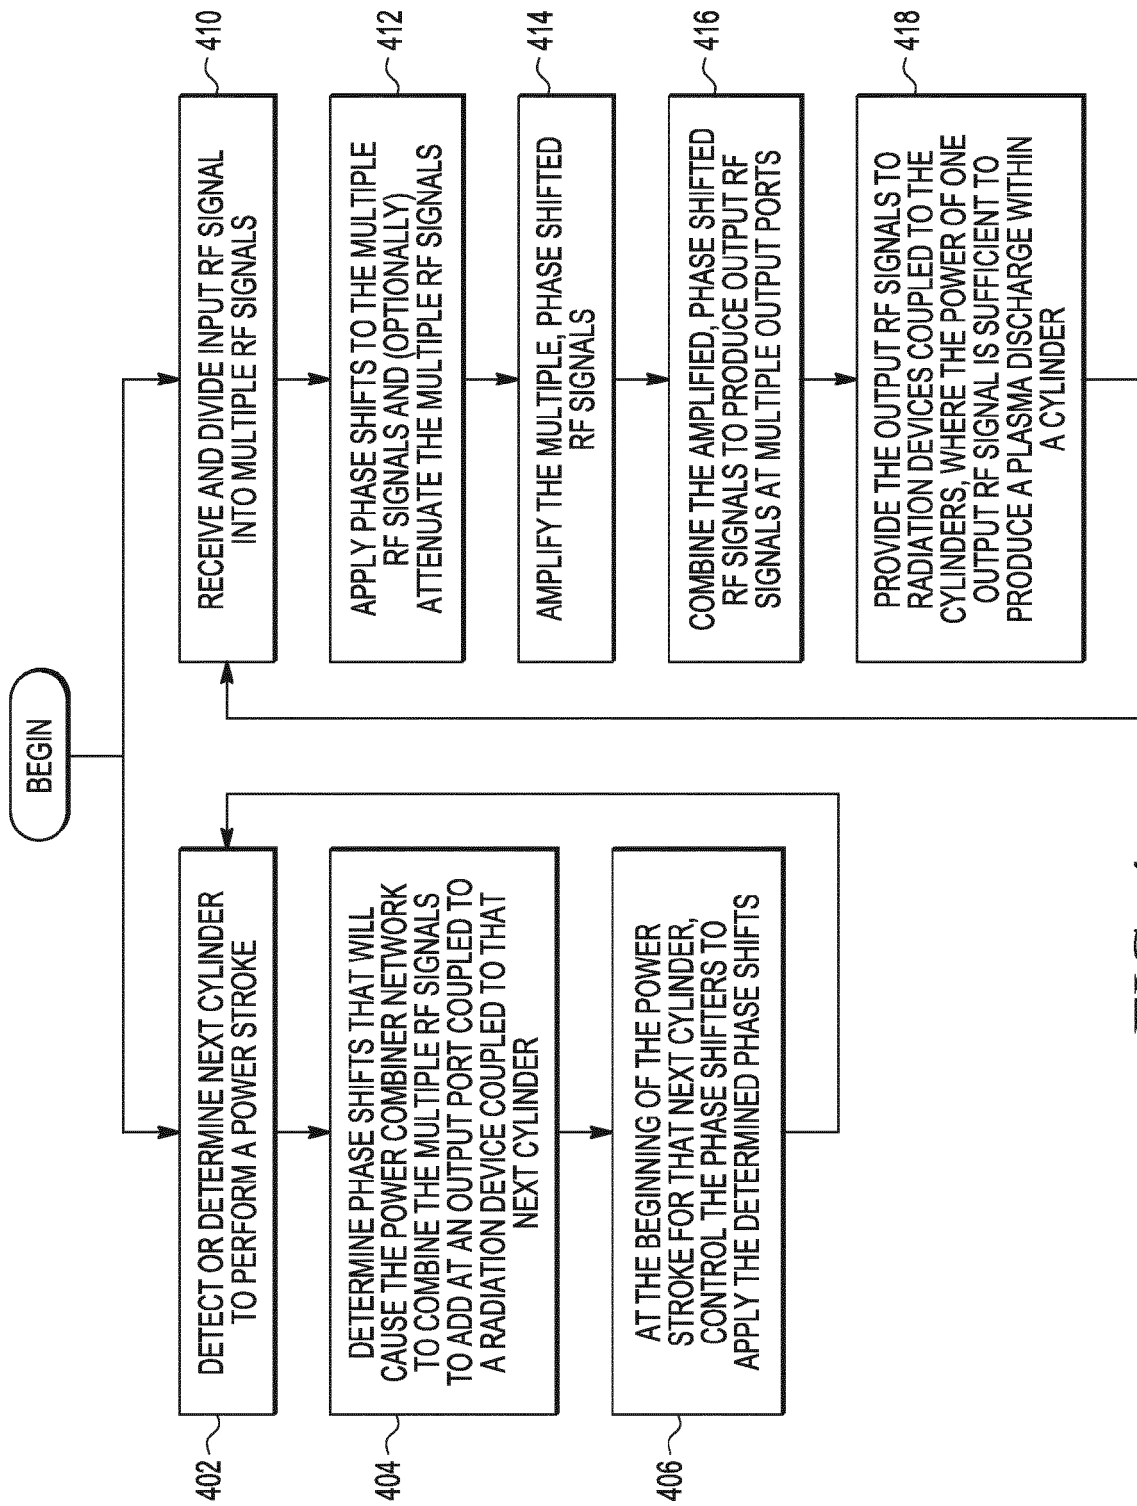 BEGIN
402
DETECT OR DETERMINE NEXT CYLINDER
TO PERFORM A POWER STROKE
404
DETERMINE PHASE SHIFTS THAT WILL
CAUSE THE POWER COMBINER NETWORK
TO COMBINE THE MULTIPLE RF SIGNALS
TO ADD AT AN OUTPUT PORT COUPLED TO
A RADIATION DEVICE COUPLED TO THAT
NEXT CYLINDER
406
AT THE BEGINNING OF THE POWER
STROKE FOR THAT NEXT CYLINDER,
CONTROL THE PHASE SHIFTERS TO
APPLY THE DETERMINED PHASE SHIFTS
410
RECEIVE AND DIVIDE INPUT RF SIGNAL
INTO MULTIPLE RF SIGNALS
412
APPLY PHASE SHIFTS TO THE MULTIPLE
RF SIGNALS AND (OPTIONALLY)
ATTENUATE THE MULTIPLE RF SIGNALS
414
AMPLIFY THE MULTIPLE, PHASE SHIFTED
RF SIGNALS
416
COMBINE THE AMPLIFIED, PHASE SHIFTED
RF SIGNALS TO PRODUCE OUTPUT RF
SIGNALS AT MULTIPLE OUTPUT PORTS
418
PROVIDE THE OUTPUT RF SIGNALS TO
RADIATION DEVICES COUPLED TO THE
CYLINDERS, WHERE THE POWER OF ONE
OUTPUT RF SIGNAL IS SUFFICIENT TO
PRODUCE A PLASMA DISCHARGE WITHIN
A CYLINDER